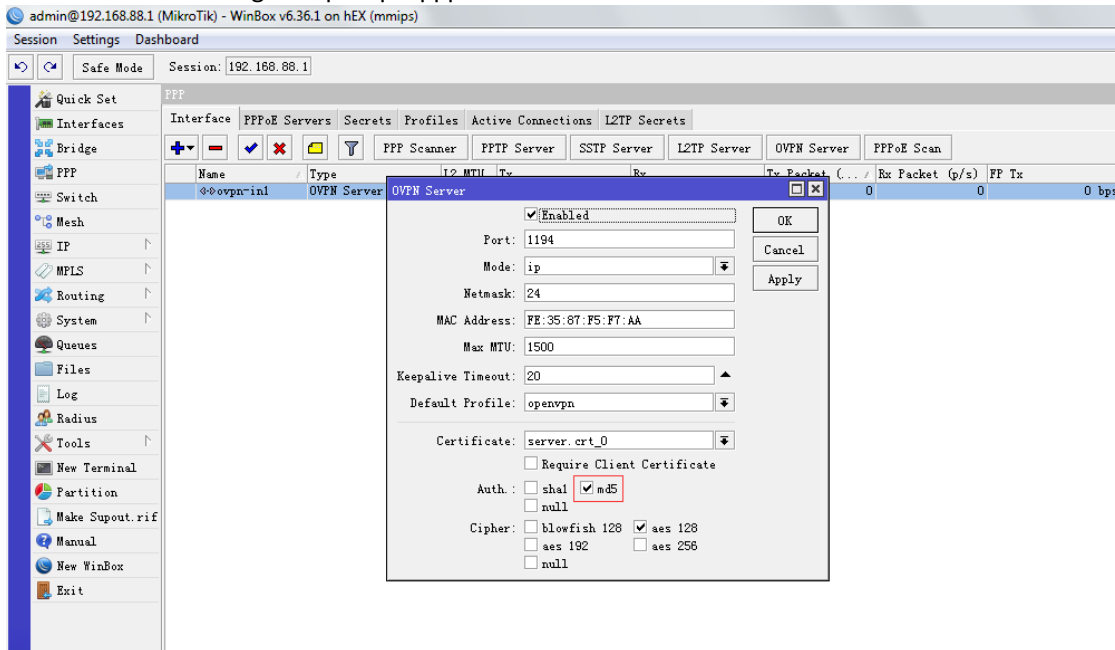 admin@192.168.88.1 (MikroTik) - WinBox v6.36.1 on hEX (mmips)
Session Settings Dashboard
Safe Mode Session: 192.168.88.1
Quick Set
Interfaces
Bridge
PPP
Switch
Mesh
IP
MPLS
Routing
System
Queues
Files
Log
Radius
Tools
New Terminal
Partition
Make Supout.rif
Manual
New WinBox
Exit
PPP
Interface PPPoE Servers Secrets Profiles Active Connections L2TP Secrets
PPP Scanner PPTP Server SSTP Server L2TP Server OVPN Server PPPoE Scan
Name Type L2 MTU Tx Rx Tx Packet (... Rx Packet (p/s) FP Tx
ovpn-in1 OVPN Server 0 0 0 bps
OVPN Server
Enabled
Port: 1194
Mode: ip
Netmask: 24
MAC Address: FE:35:87:F5:F7:AA
Max MTU: 1500
Keepalive Timeout: 20
Default Profile: openvpn
Certificate: server.crt_0
Require Client Certificate
Auth.: sha1 md5
null
Cipher: blowfish 128 aes 128
aes 192 aes 256
null
OK
Cancel
Apply